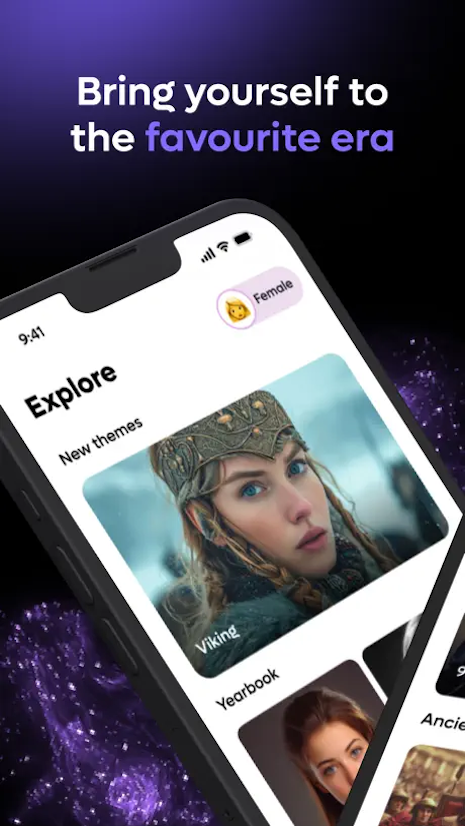 Bring yourself to
the favourite era
9:41
Female
Explore
New themes
Viking
Yearbook